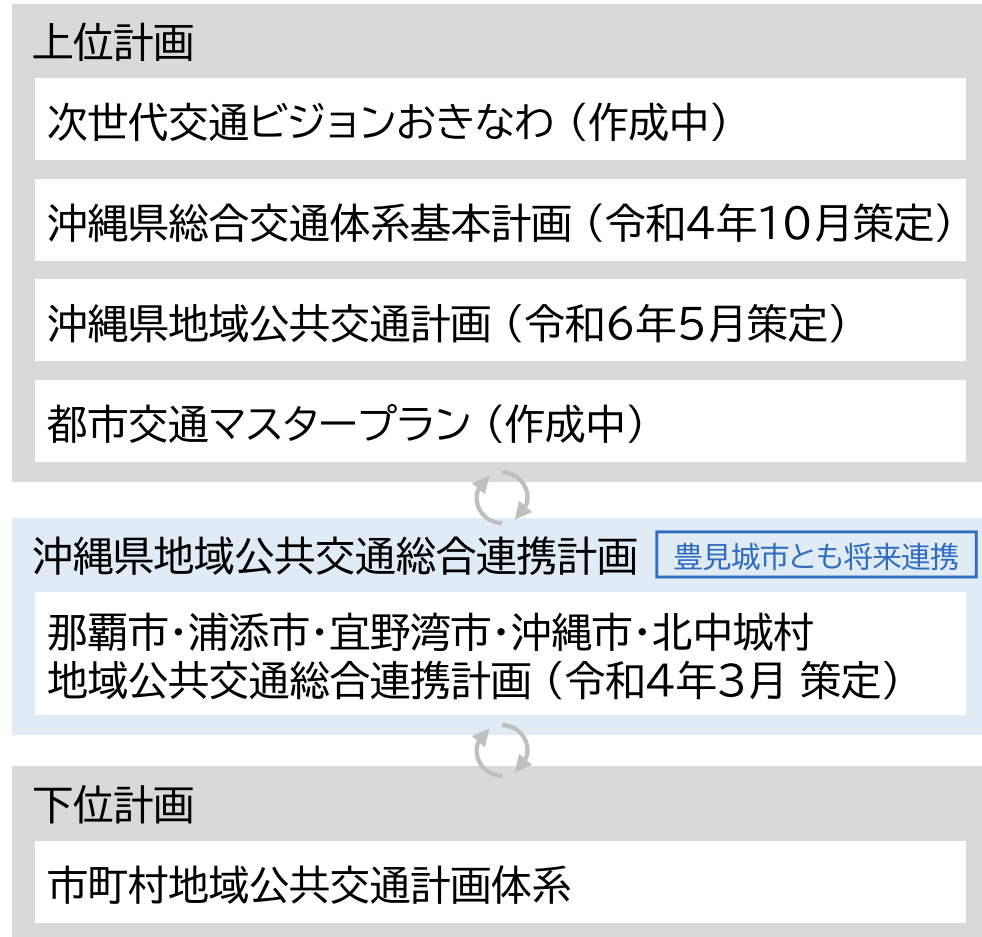 上位計画
次世代交通ビジョンおきなわ（作成中）
沖縄県総合交通体系基本計画（令和4年10月策定）
沖縄県地域公共交通計画（令和6年5月策定）
都市交通マスタープラン（作成中）
沖縄県地域公共交通総合連携計画
豊見城市とも将来連携
那覇市・浦添市・宜野湾市・沖縄市・北中城村
地域公共交通総合連携計画（令和4年3月 策定）
下位計画
市町村地域公共交通計画体系